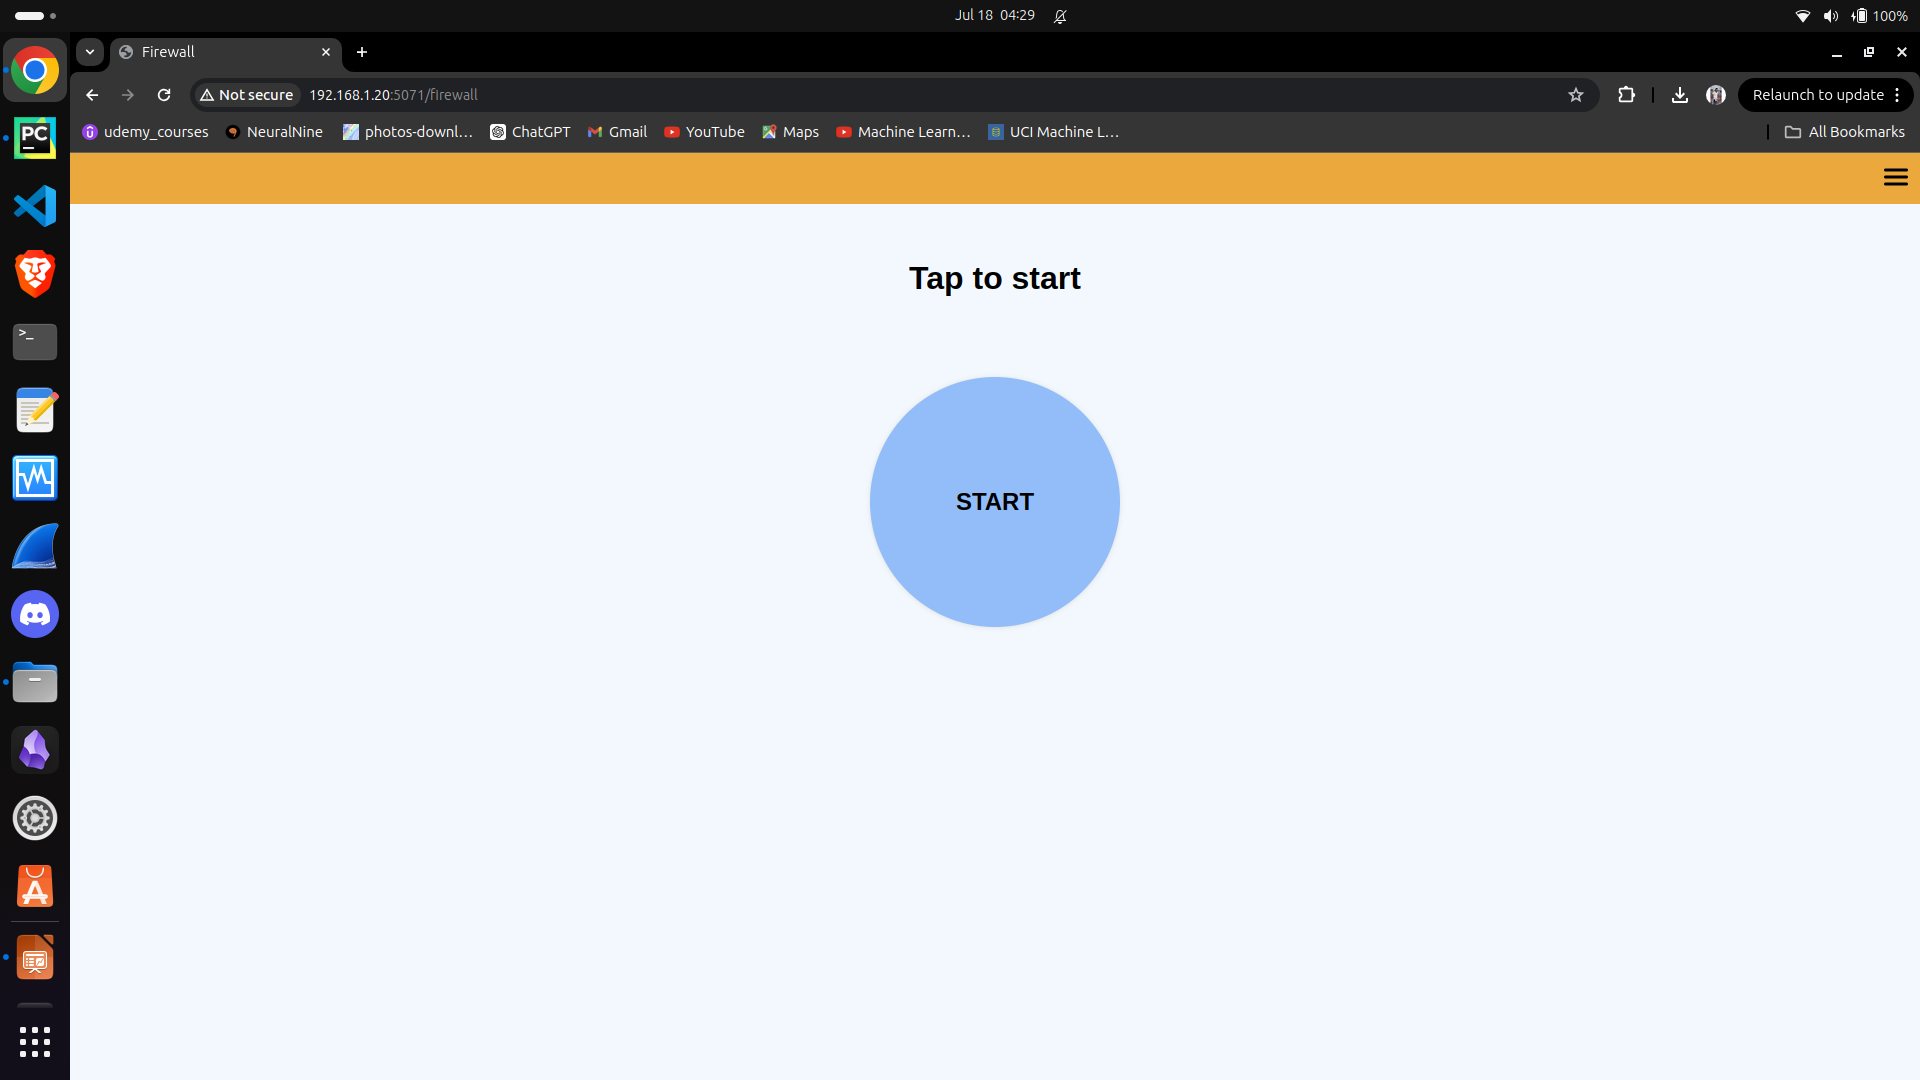 Jul 18 04:29
100%
Firewall
Not secure
192.168.1.20:5071/firewall
Relaunch to update
udemy_courses
NeuralNine
photos-downl…
ChatGPT
Gmail
YouTube
Maps
Machine Learn…
UCI Machine L…
All Bookmarks
PC
>_
Tap to start
START